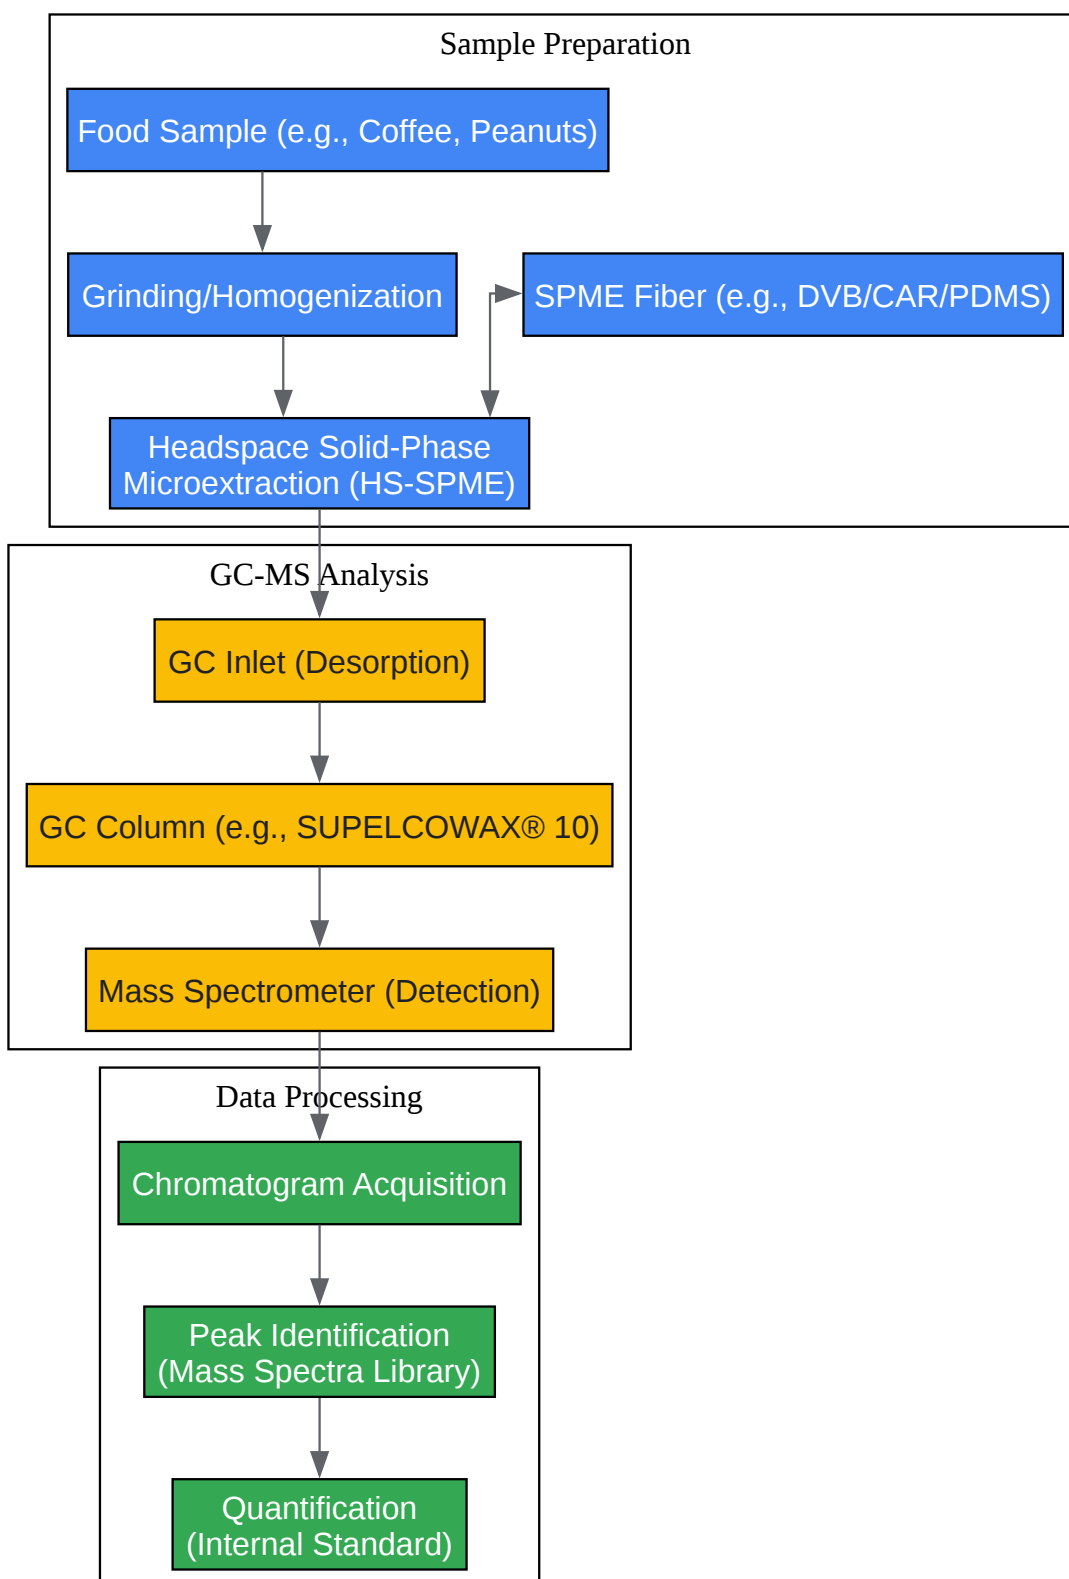 Sample Preparation
Food Sample (e.g., Coffee, Peanuts)
Grinding/Homogenization
SPME Fiber (e.g., DVB/CAR/PDMS)
Headspace Solid-Phase
Microextraction (HS-SPME)
GC-MS Analysis
GC Inlet (Desorption)
GC Column (e.g., SUPELCOWAX® 10)
Mass Spectrometer (Detection)
Data Processing
Chromatogram Acquisition
Peak Identification
(Mass Spectra Library)
Quantification
(Internal Standard)